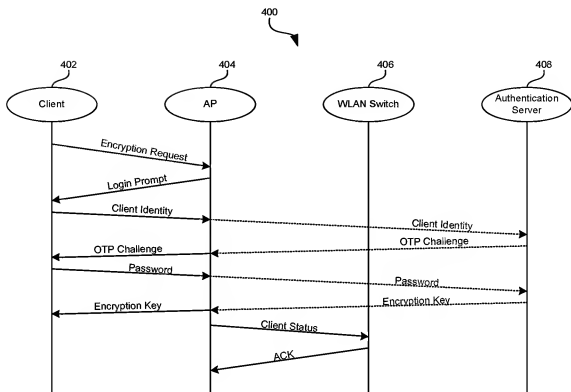 400
402
404
406
408
Client
AP
WLAN Switch
Authentication
Server
Encryption Request
Login Prompt
Client Identity
Client Identity
OTP Challenge
OTP Challenge
Password
Password
Encryption Key
Encryption Key
Client Status
ACK